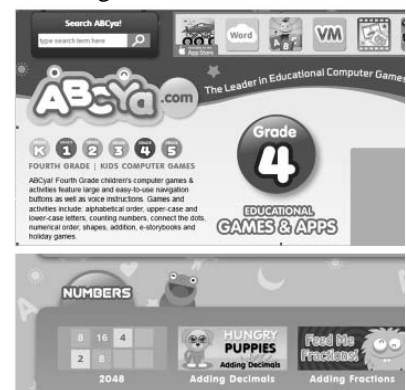 Search ABCya!
type search term here
App Store
Word
ABC
VM
ABCya.com
The Leader in Educational Computer Games
K 1 2 3 4 5
FOURTH GRADE | KIDS COMPUTER GAMES
ABCya! Fourth Grade children's computer games &
activities feature large and easy-to-use navigation
buttons as well as voice instructions. Games and
activities include: alphabetical order, upper-case and
lower-case letters, counting numbers, connect the dots,
numerical order, shapes, addition, e-storybooks and
holiday games.
Grade
4
EDUCATIONAL
GAMES & APPS
NUMBERS
8 16 4
2 8
2048
HUNGRY
PUPPIES
Adding Decimals
Adding Decimals
Feed Me
Fractions!
Adding Fractions